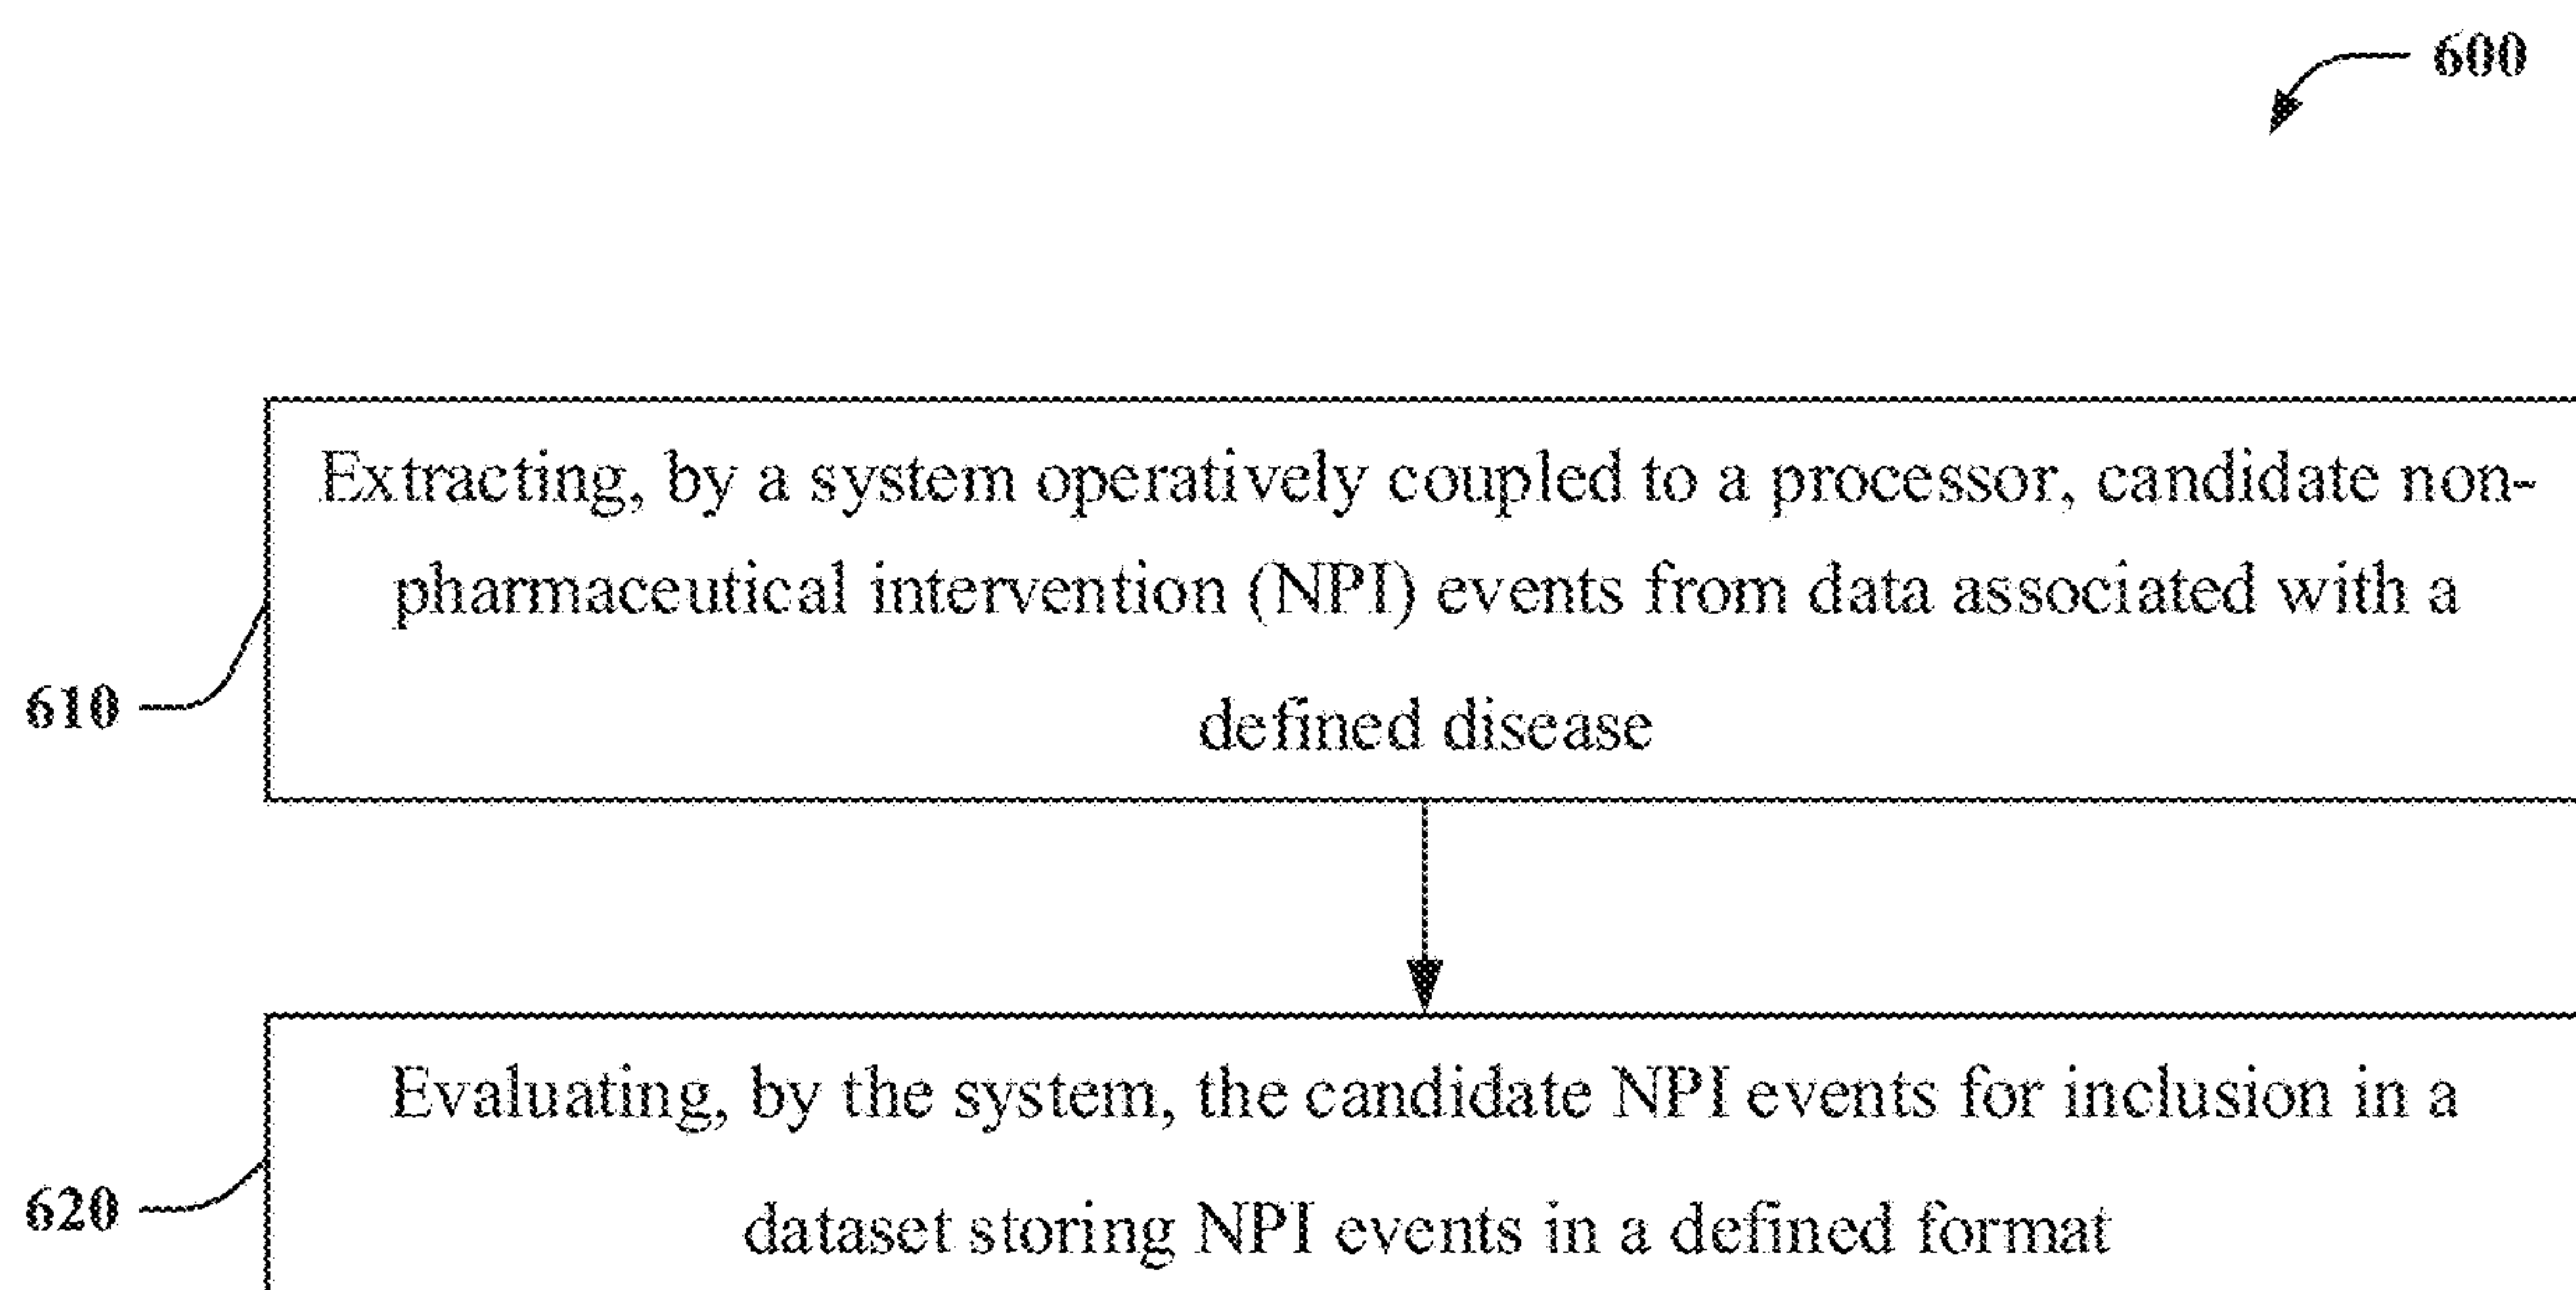 600
Extracting, by a system operatively coupled to a processor, candidate non-
pharmaceutical intervention (NPI) events from data associated with a
defined disease
610
Evaluating, by the system, the candidate NPI events for inclusion in a
dataset storing NPI events in a defined format
620